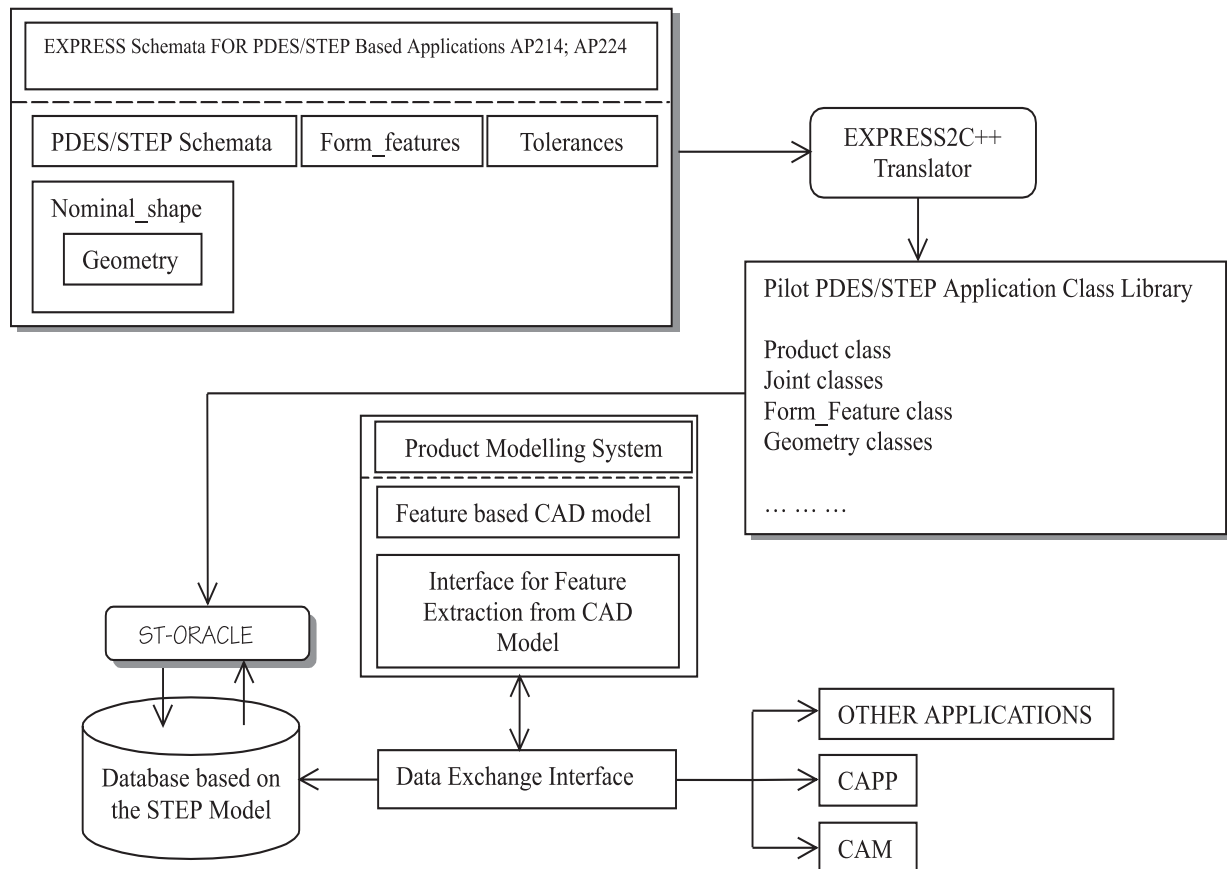 EXPRESS Schemata FOR PDES/STEP Based Applications AP214; AP224
PDES/STEP Schemata
Form_features
Tolerances
Nominal_shape
Geometry
EXPRESS2C++
Translator
Pilot PDES/STEP Application Class Library
Product class
Joint classes
Form_Feature class
Geometry classes
… … …
Product Modelling System
Feature based CAD model
Interface for Feature
Extraction from CAD
Model
ST-ORACLE
Database based on
the STEP Model
Data Exchange Interface
OTHER APPLICATIONS
CAPP
CAM